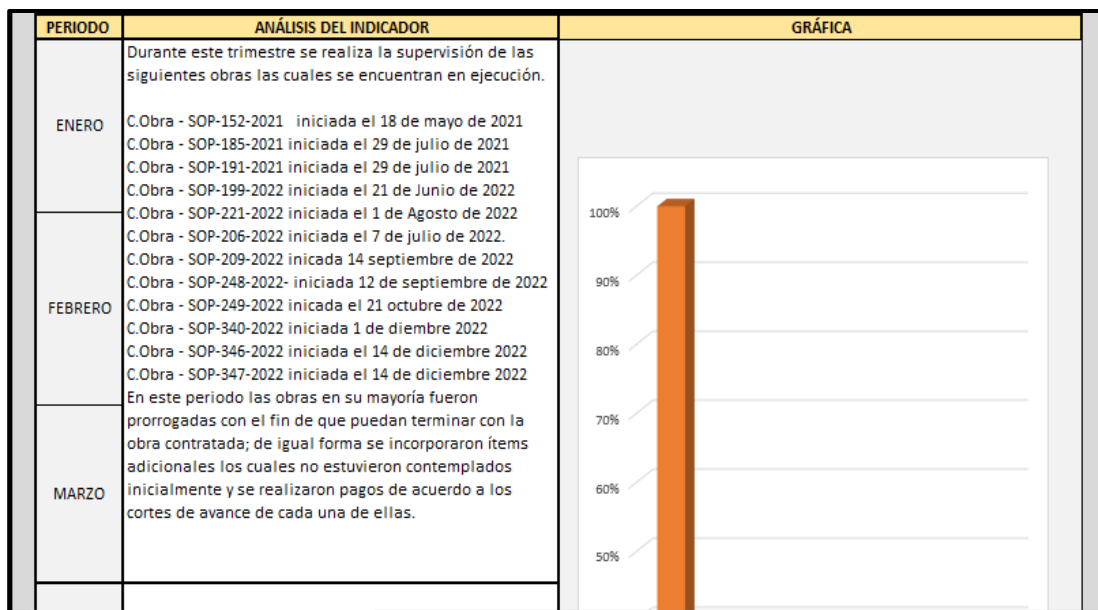 PERIODO ANÁLISIS DEL INDICADOR GRÁFICA
ENERO
FEBRERO
MARZO
Durante este trimestre se realiza la supervisión de las
siguientes obras las cuales se encuentran en ejecución.
C.Obra - SOP-152-2021 iniciada el 18 de mayo de 2021
C.Obra - SOP-185-2021 iniciada el 29 de julio de 2021
C.Obra - SOP-191-2021 iniciada el 29 de julio de 2021
C.Obra - SOP-199-2022 iniciada el 21 de Junio de 2022
C.Obra - SOP-221-2022 iniciada el 1 de Agosto de 2022
C.Obra - SOP-206-2022 iniciada el 7 de julio de 2022.
C.Obra - SOP-209-2022 inicada 14 septiembre de 2022
C.Obra - SOP-248-2022- iniciada 12 de septiembre de 2022
C.Obra - SOP-249-2022 inicada el 21 octubre de 2022
C.Obra - SOP-340-2022 iniciada 1 de diembre 2022
C.Obra - SOP-346-2022 iniciada el 14 de diciembre 2022
C.Obra - SOP-347-2022 iniciada el 14 de diciembre 2022
En este periodo las obras en su mayoría fueron
prorrogadas con el fin de que puedan terminar con la
obra contratada; de igual forma se incorporaron ítems
adicionales los cuales no estuvieron contemplados
inicialmente y se realizaron pagos de acuerdo a los
cortes de avance de cada una de ellas.
100%
90%
80%
70%
60%
50%